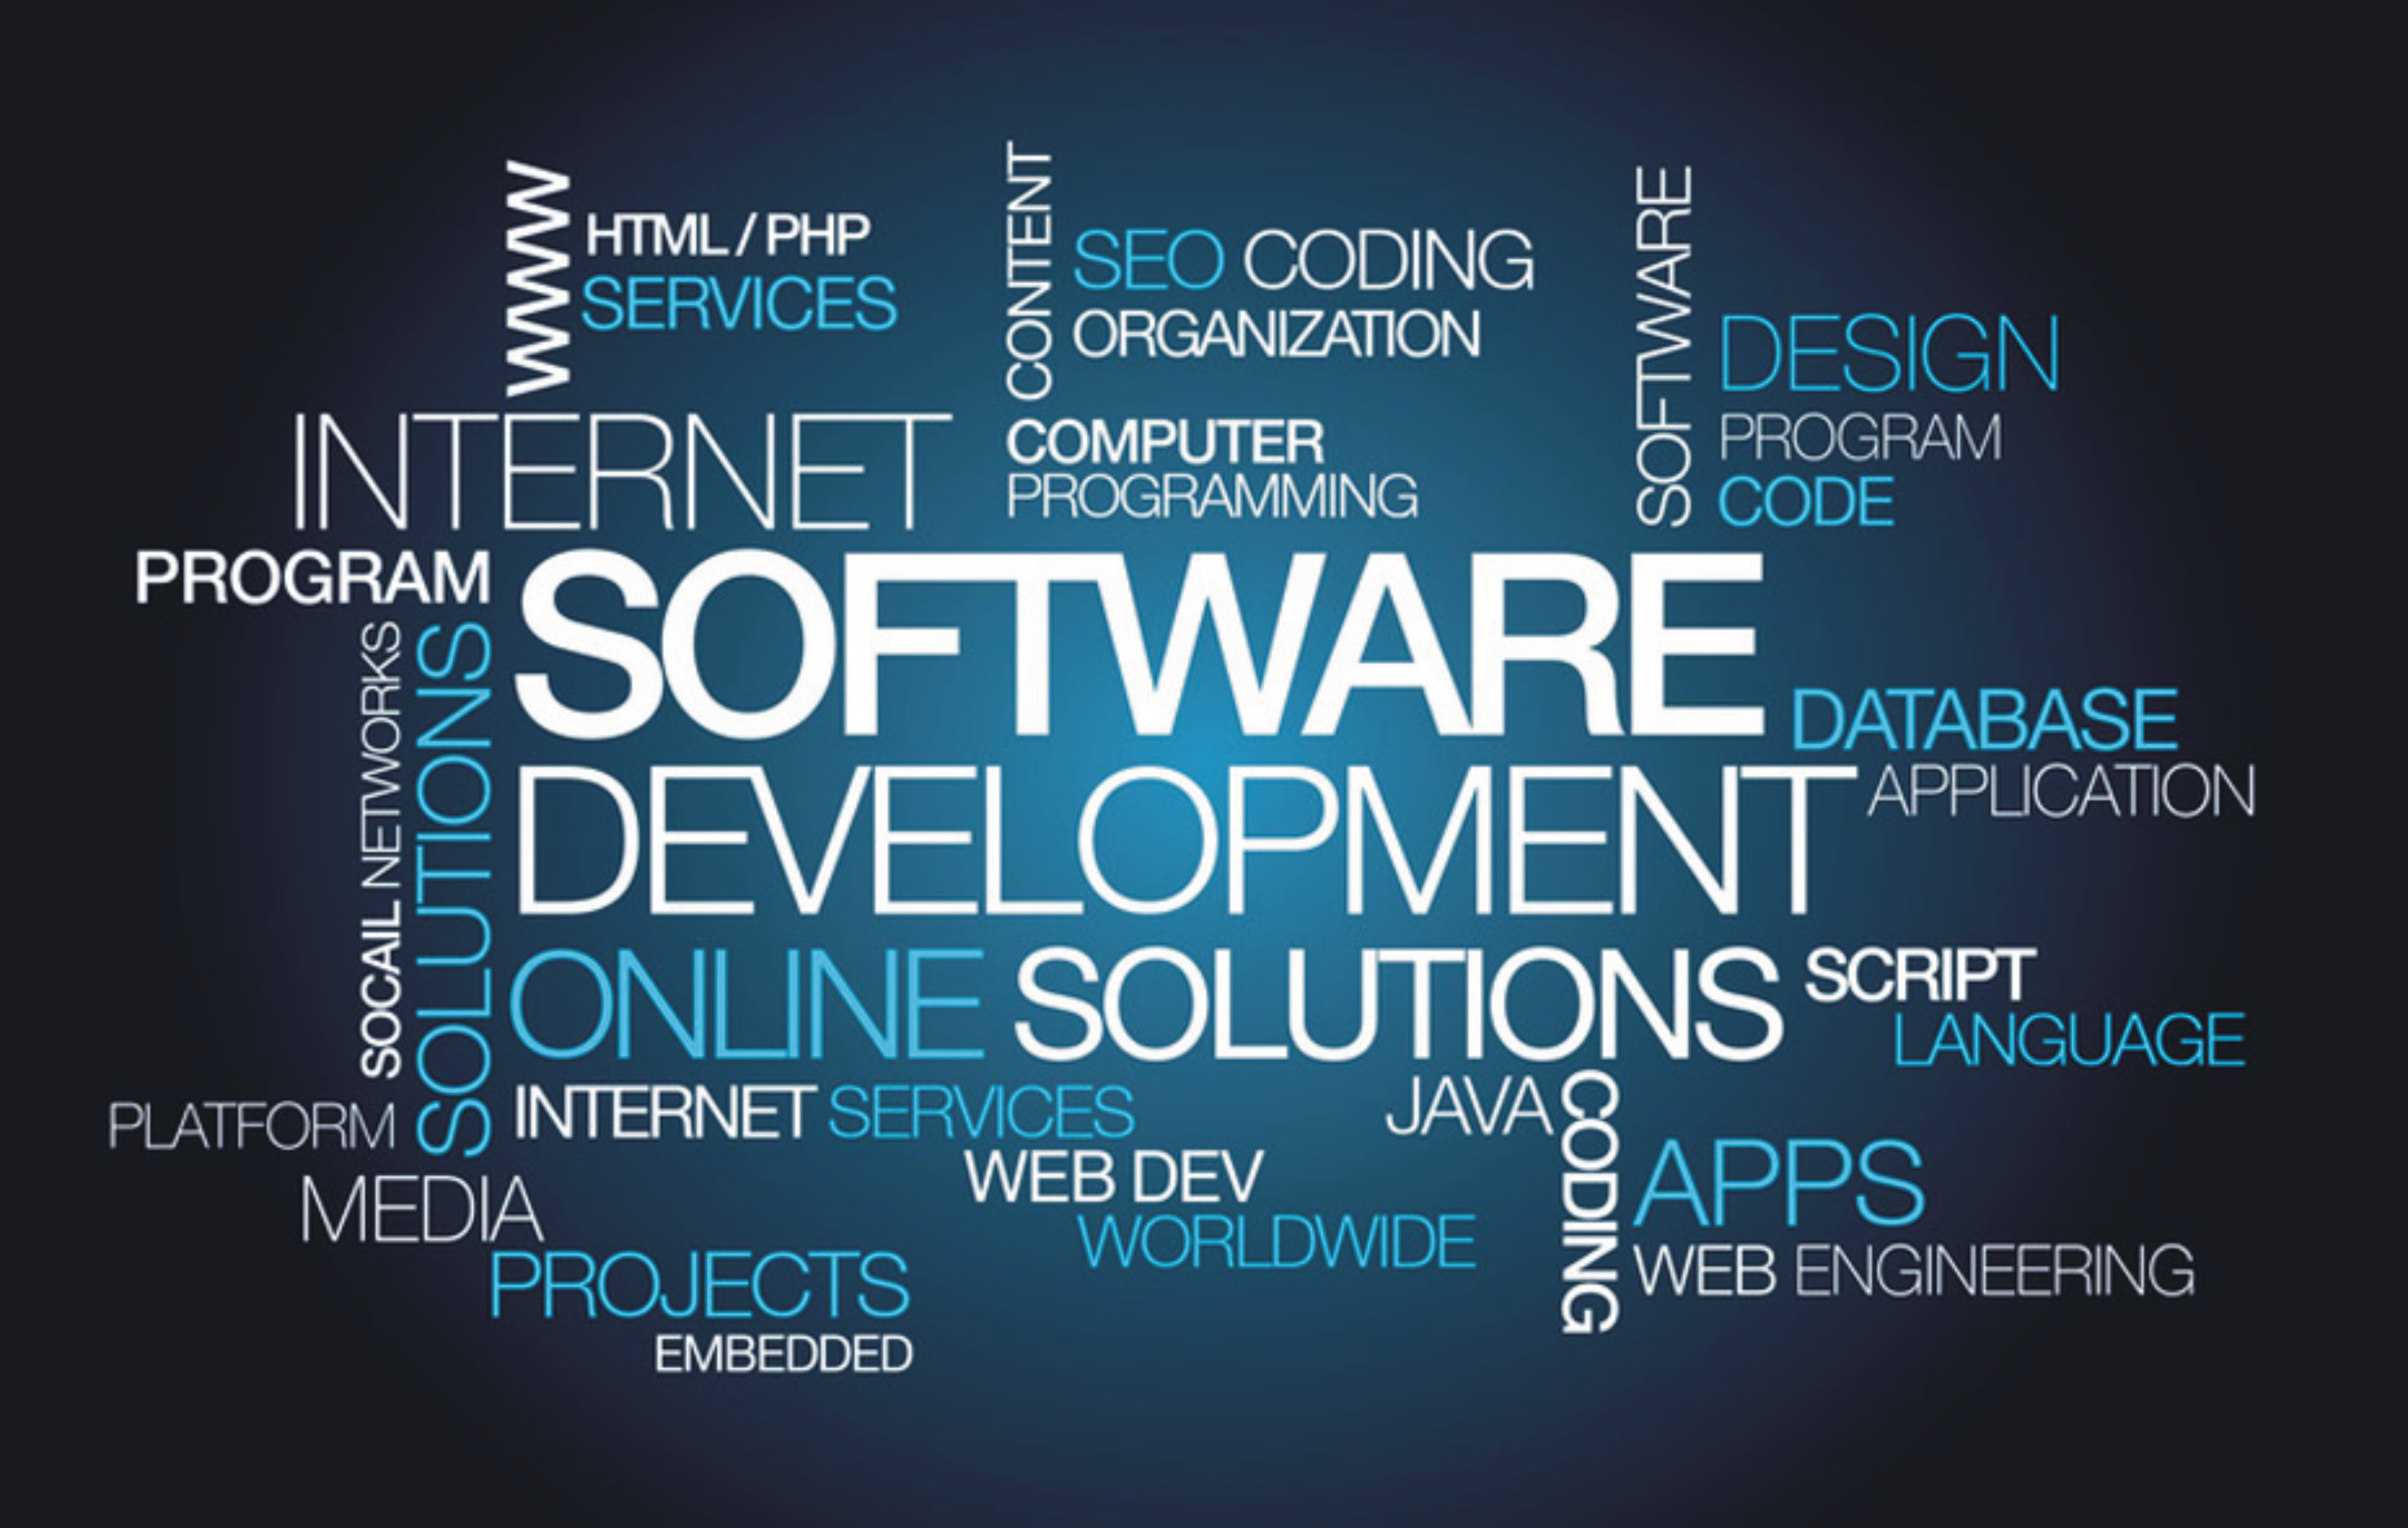 WWW
HTML / PHP
SERVICES
CONTENT
SEO CODING
ORGANIZATION
SOFTWARE
DESIGN
PROGRAM
CODE
INTERNET
COMPUTER
PROGRAMMING
PROGRAM
SOFTWARE
SOCAIL NETWORKS
SOLUTIONS
DATABASE
DEVELOPMENT
APPLICATION
ONLINE SOLUTIONS
SCRIPT
LANGUAGE
PLATFORM
INTERNET SERVICES
JAVA
CODING
WEB DEV
APPS
MEDIA
WORLDWIDE
WEB ENGINEERING
PROJECTS
EMBEDDED